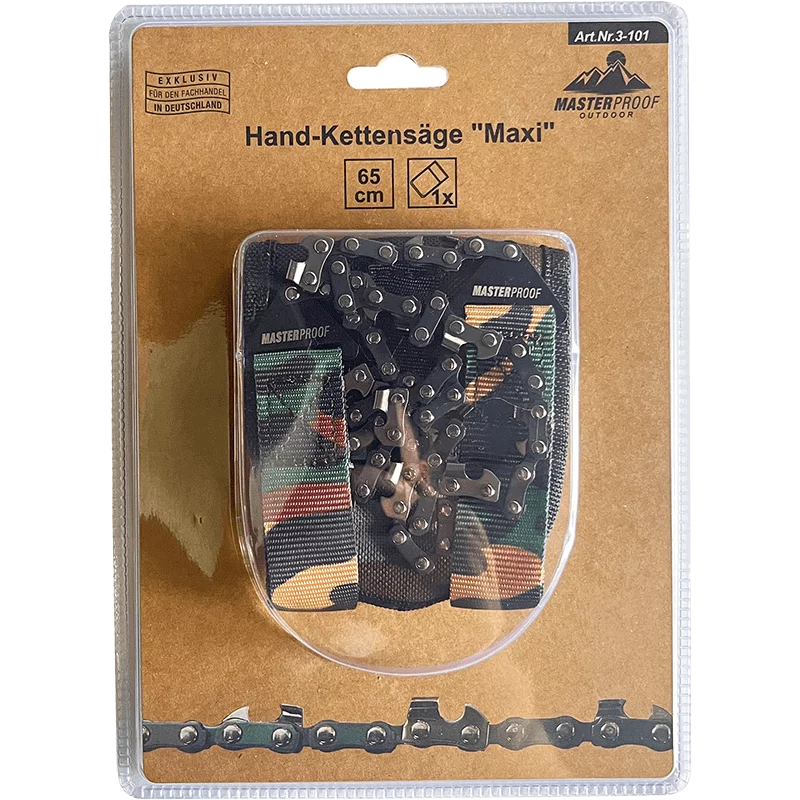 Art.Nr.3-101
EXKLUSIV
FÜR DEN FACHHANDEL
IN DEUTSCHLAND
MASTERPROOF
OUTDOOR
Hand-Kettensäge "Maxi"
65
cm
1x
MASTERPROOF
MASTERPROOF